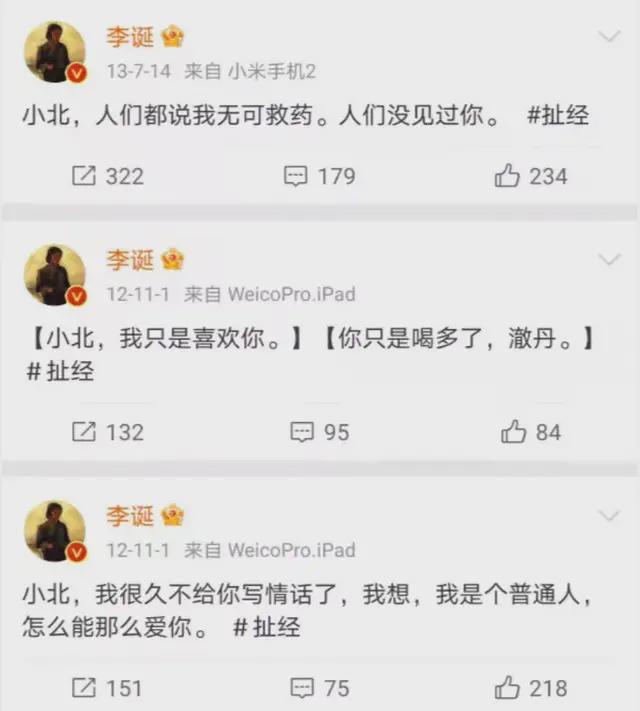 李诞
13-7-14 来自 小米手机2
小北，人们都说我无可救药。人们没见过你。 #扯经
322 179 234
李诞
12-11-1 来自 WeicoPro.iPad
【小北，我只是喜欢你。】【你只是喝多了，澈丹。】
#扯经
132 95 84
李诞
12-11-1 来自 WeicoPro.iPad
小北，我很久不给你写情话了，我想，我是个普通人，
怎么能那么爱你。 #扯经
151 75 218